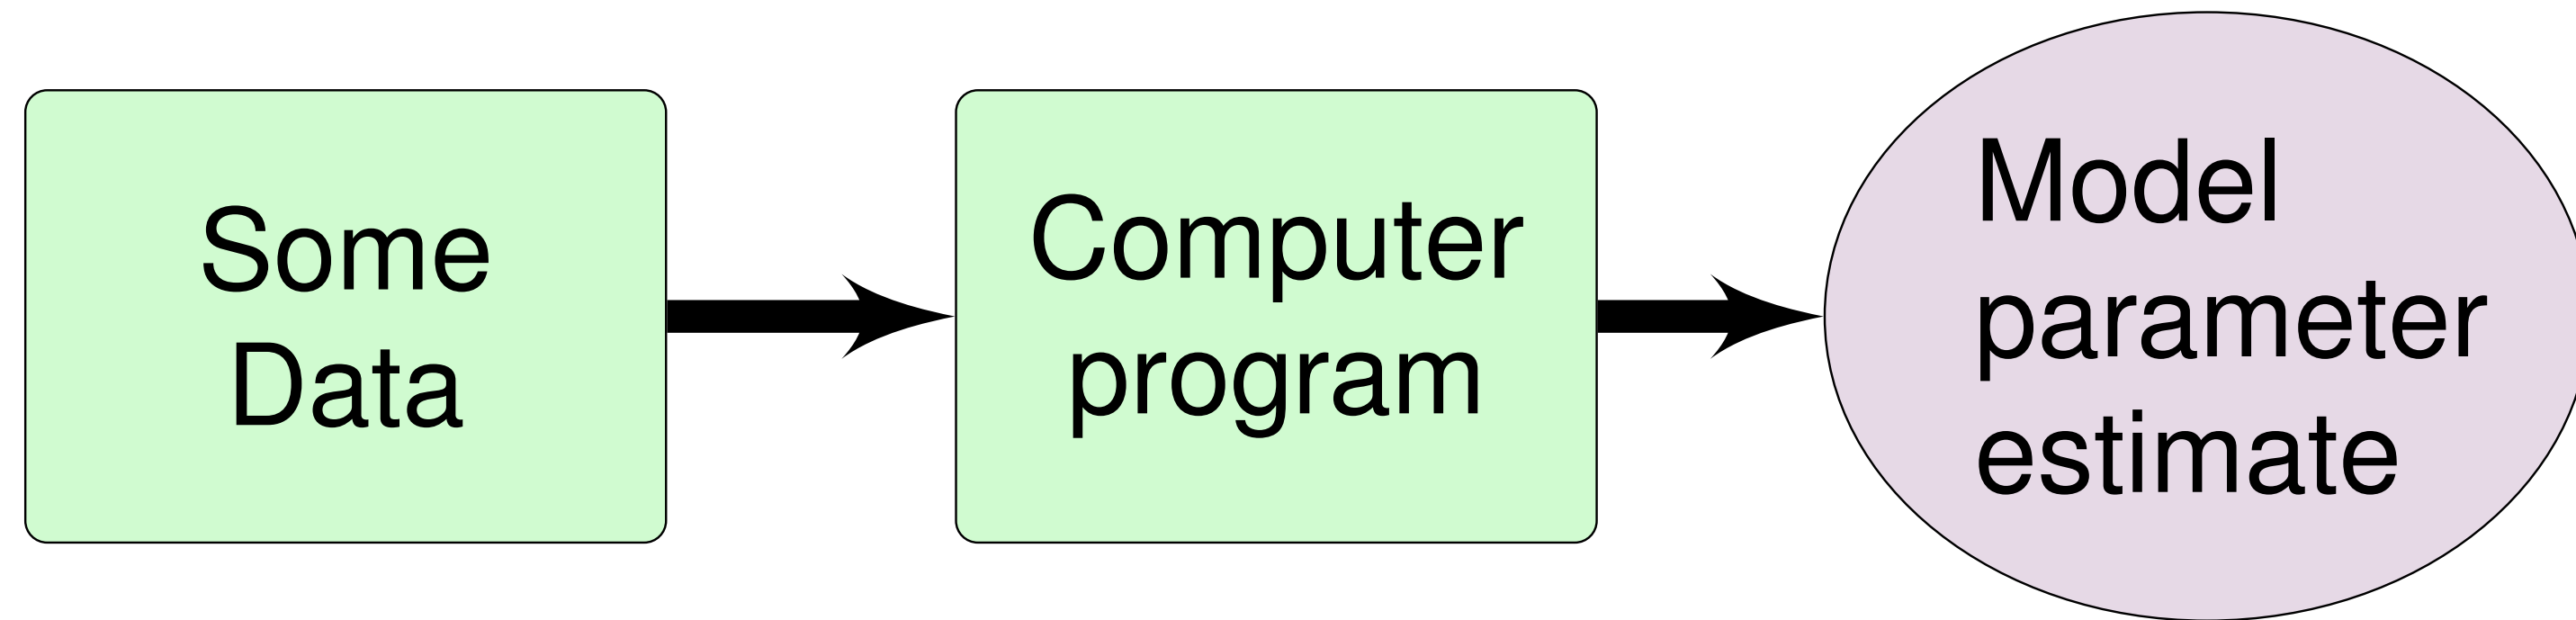 Some
Data
Computer
program
Model
parameter
estimate